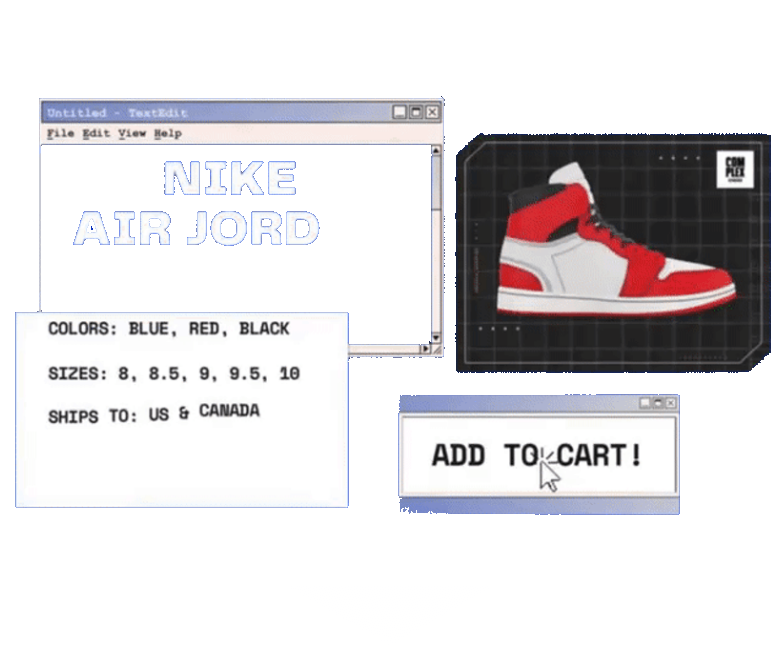 Untitled - TextEdit
File Edit View Help
NIKE
AIR JORD
COM
PLEX
COLORS: BLUE, RED, BLACK
SIZES: 8, 8.5, 9, 9.5, 10
SHIPS TO: US & CANADA
ADD TO CART!